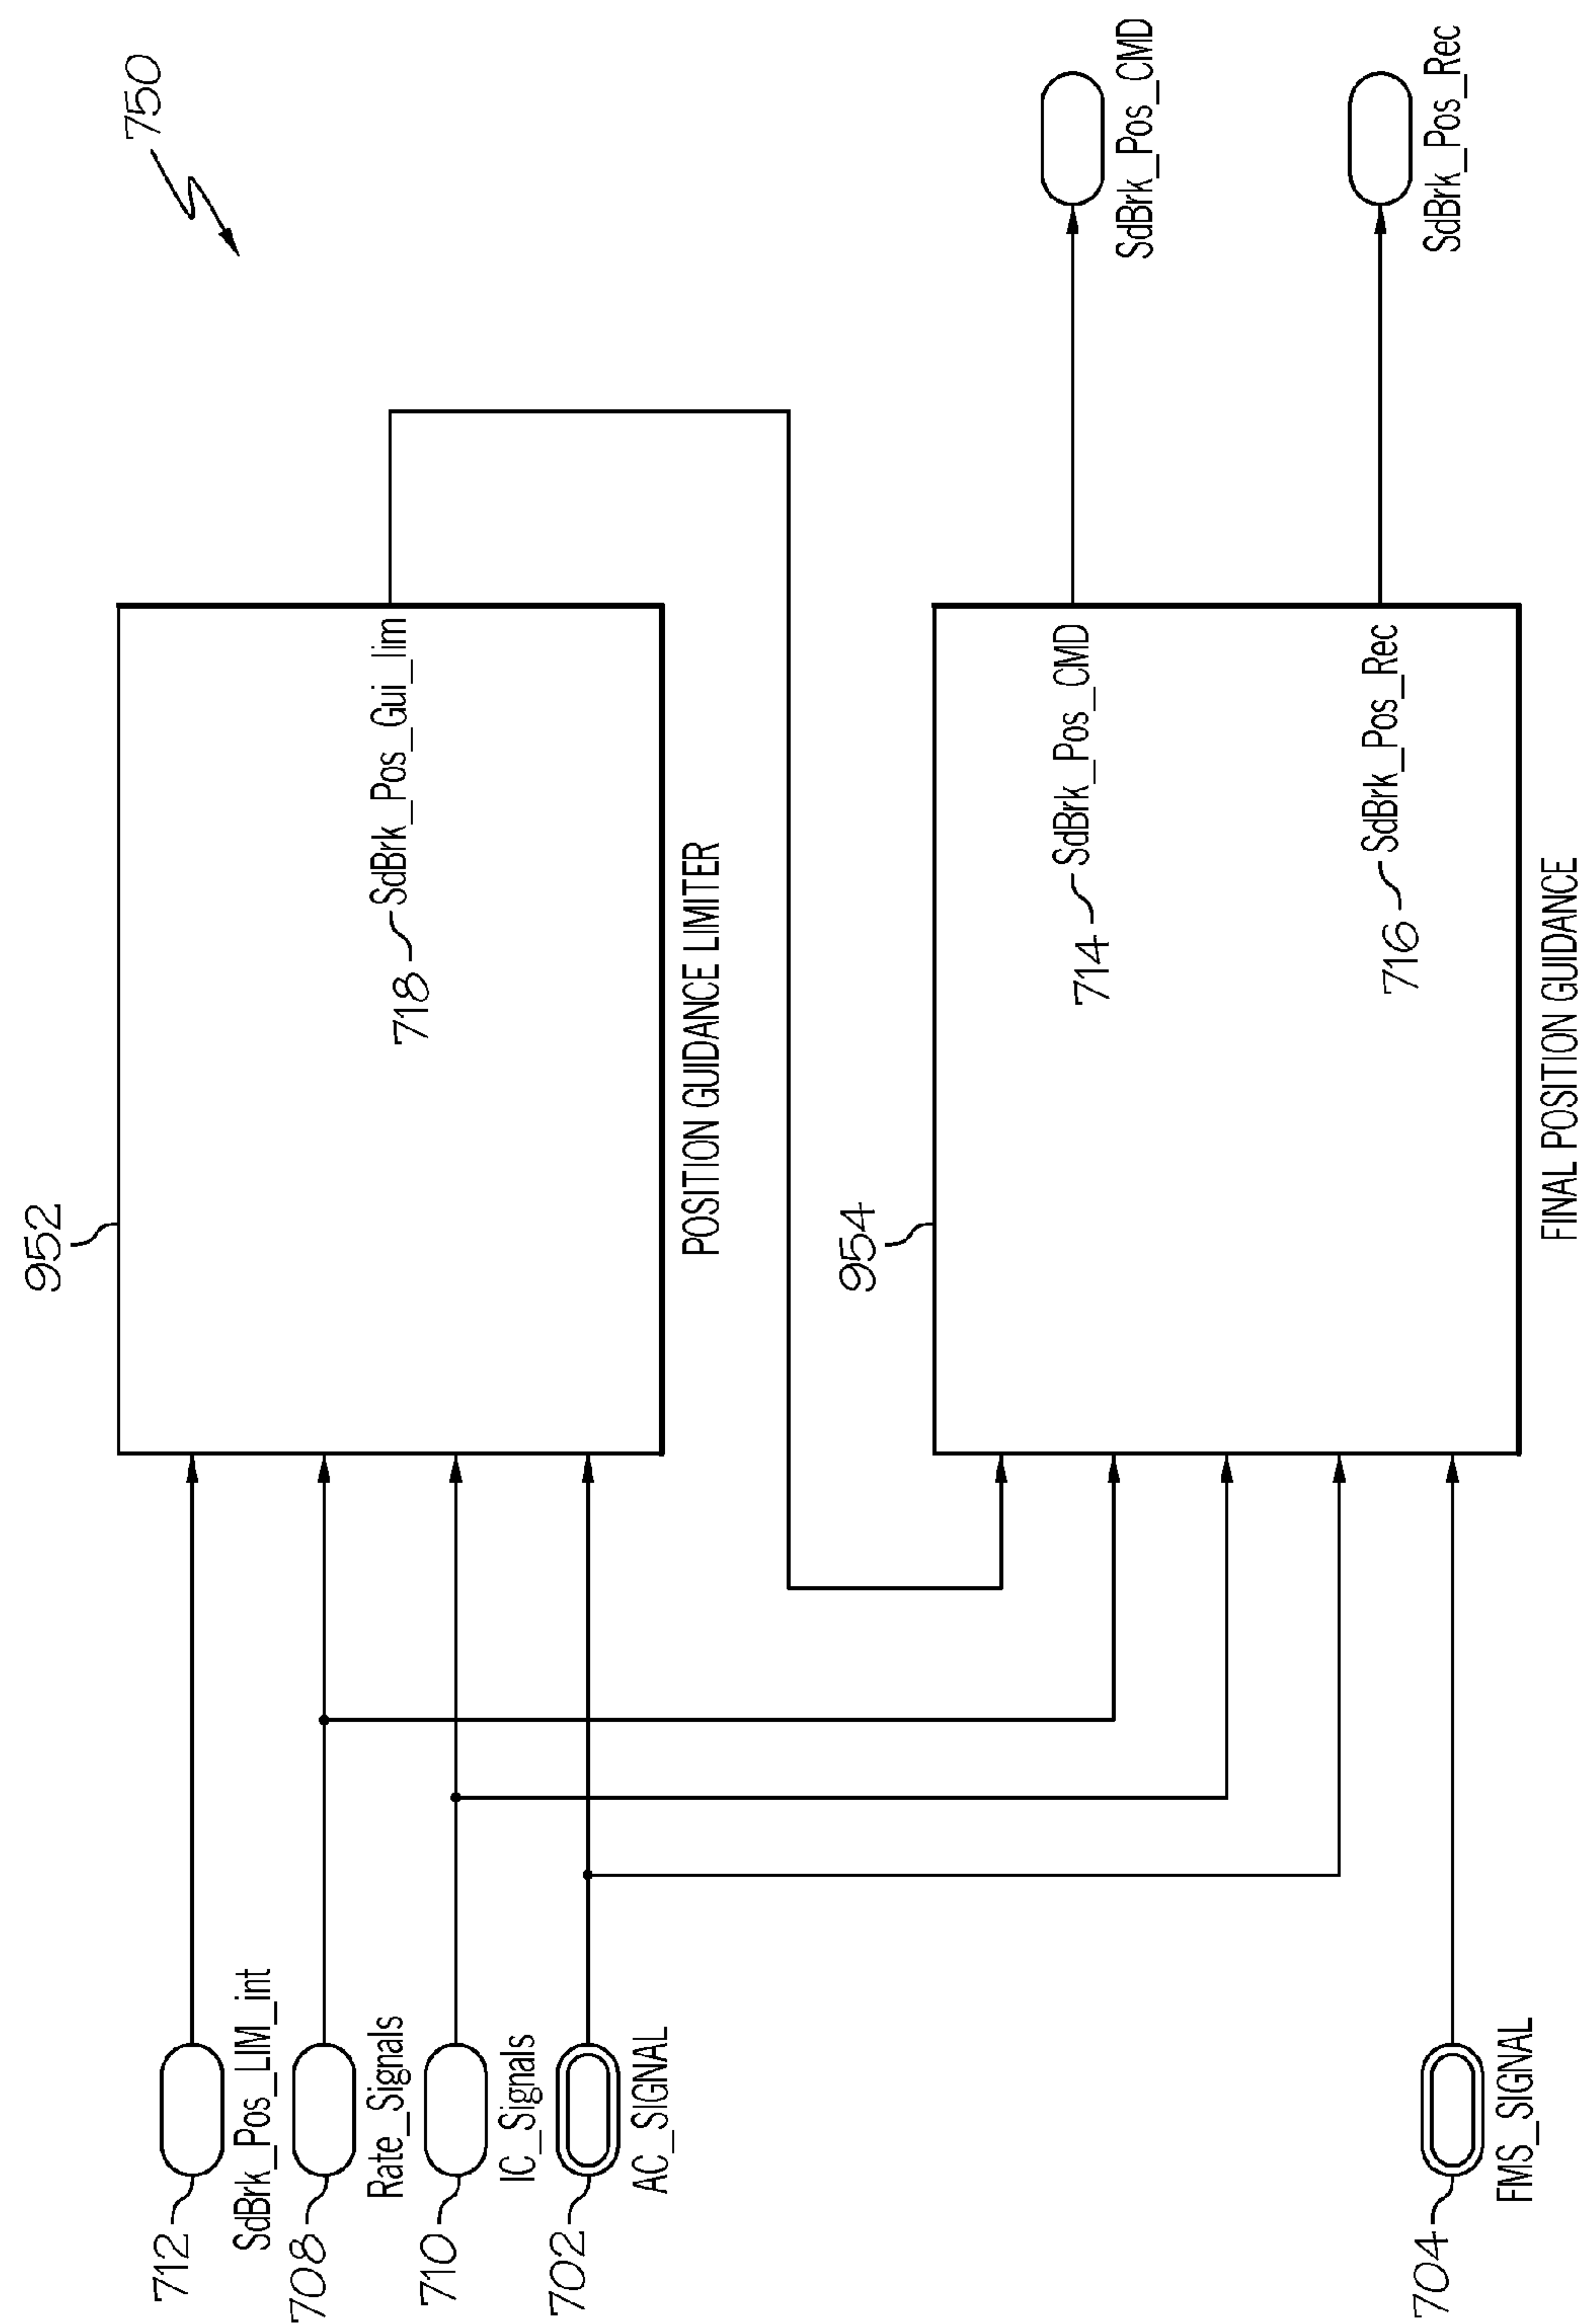 750
952
712
SdBrk_Pos_LIM_int
708
Rate_Signals
710
IC_Signals
702
AC_SIGNAL
718 SdBrk_Pos_Gui_lim
POSITION GUIDANCE LIMITER
954
714 SdBrk_Pos_CMD
SdBrk_Pos_CMD
716 SdBrk_Pos_Rec
SdBrk_Pos_Rec
704
FMS_SIGNAL
FINAL POSITION GUIDANCE